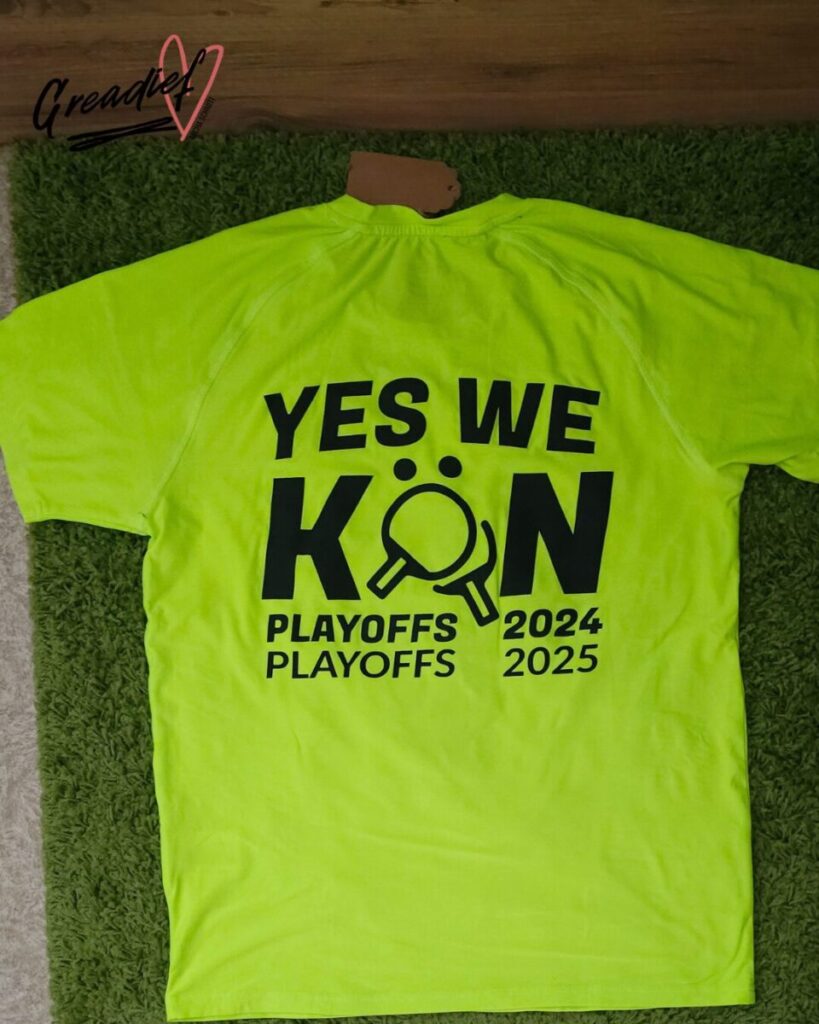 Greadief
YES WE
KÖN
PLAYOFFS 2024
PLAYOFFS 2025